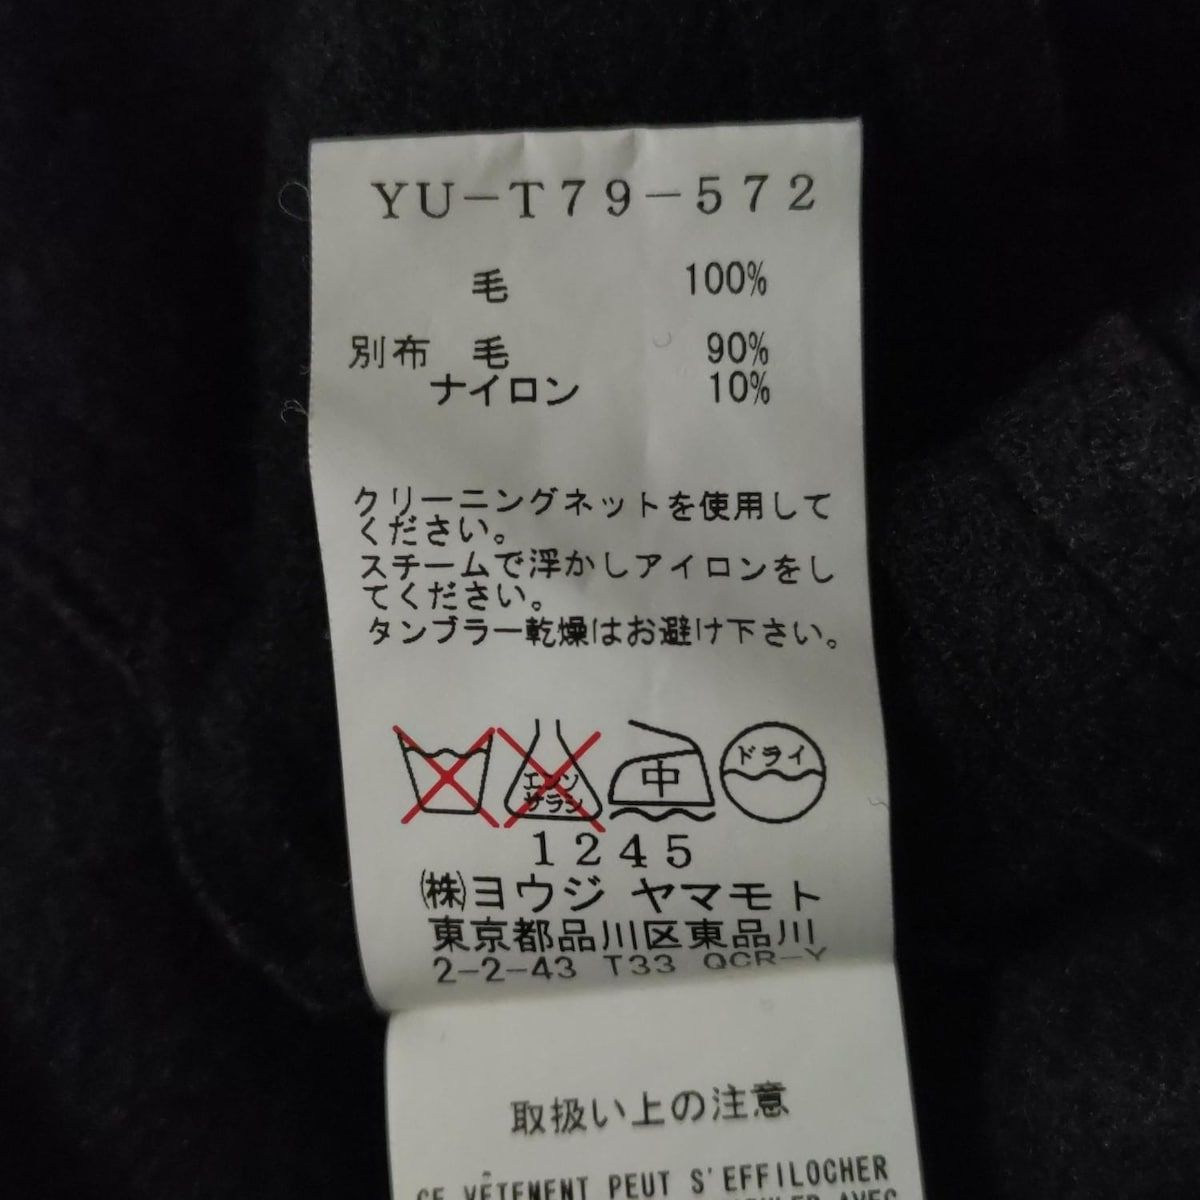 YU-T79-572
毛 100%
別布 毛 90%
ナイロン 10%
クリーニングネットを使用して
ください。
スチームで浮かしアイロンをし
てください。
タンブラー乾燥はお避け下さい。
エンソ
サラシ
中
ドライ
1245
㈱ヨウジ ヤマモト
東京都品川区東品川
2-2-43 T33 QCR-Y
取扱い上の注意
CE VÊTEMENT PEUT S'EFFILOCHER
AVEC